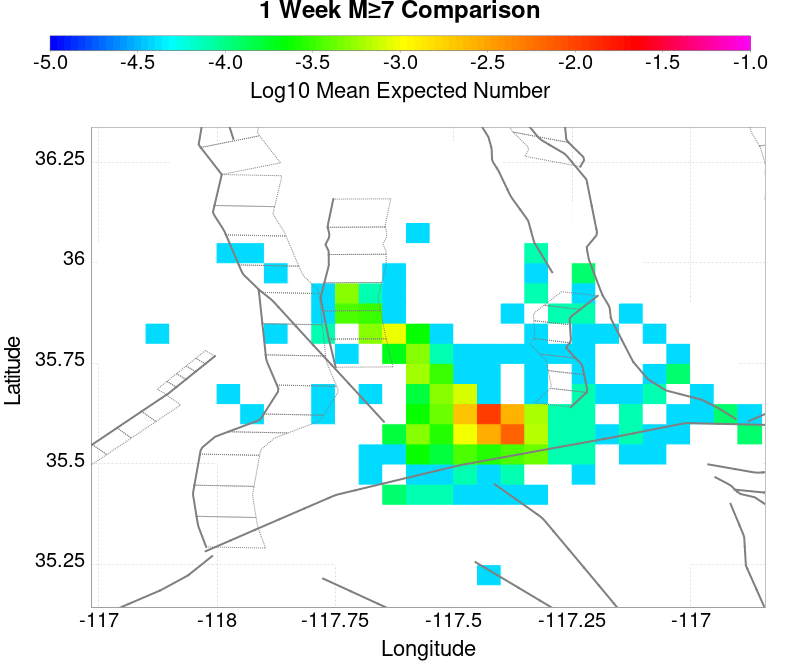 1 Week M≥7 Comparison
-5.0 -4.5 -4.0 -3.5 -3.0 -2.5 -2.0 -1.5 -1.0
Log10 Mean Expected Number
36.25
36
35.75
35.5
35.25
Latitude
-117 -118 -117.75 -117.5 -117.25 -117
Longitude